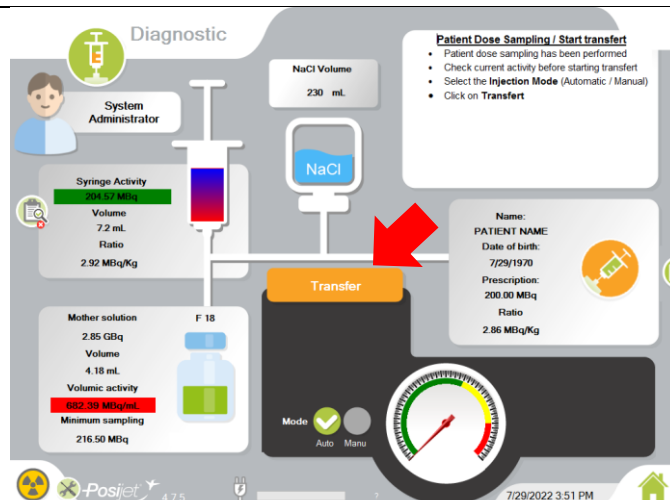 Diagnostic
E
System
Administrator
NaCl Volume
230 mL
NaCl
Patient Dose Sampling / Start transfert
• Patient dose sampling has been performed
• Check current activity before starting transfert
• Select the Injection Mode (Automatic / Manual)
• Click on Transfert
Syringe Activity
204.57 MBq
Volume
7.2 mL
Ratio
2.92 MBq/Kg
Name:
PATIENT NAME
Date of birth:
7/29/1970
Prescription:
200.00 MBq
Ratio
2.86 MBq/Kg
Transfer
Mother solution F 18
2.85 GBq
Volume
4.18 mL
Volumic activity
682.39 MBq/mL
Minimum sampling
216.50 MBq
Mode
Auto Manu
Posijet 4.7.5
?
7/29/2022 3:51 PM